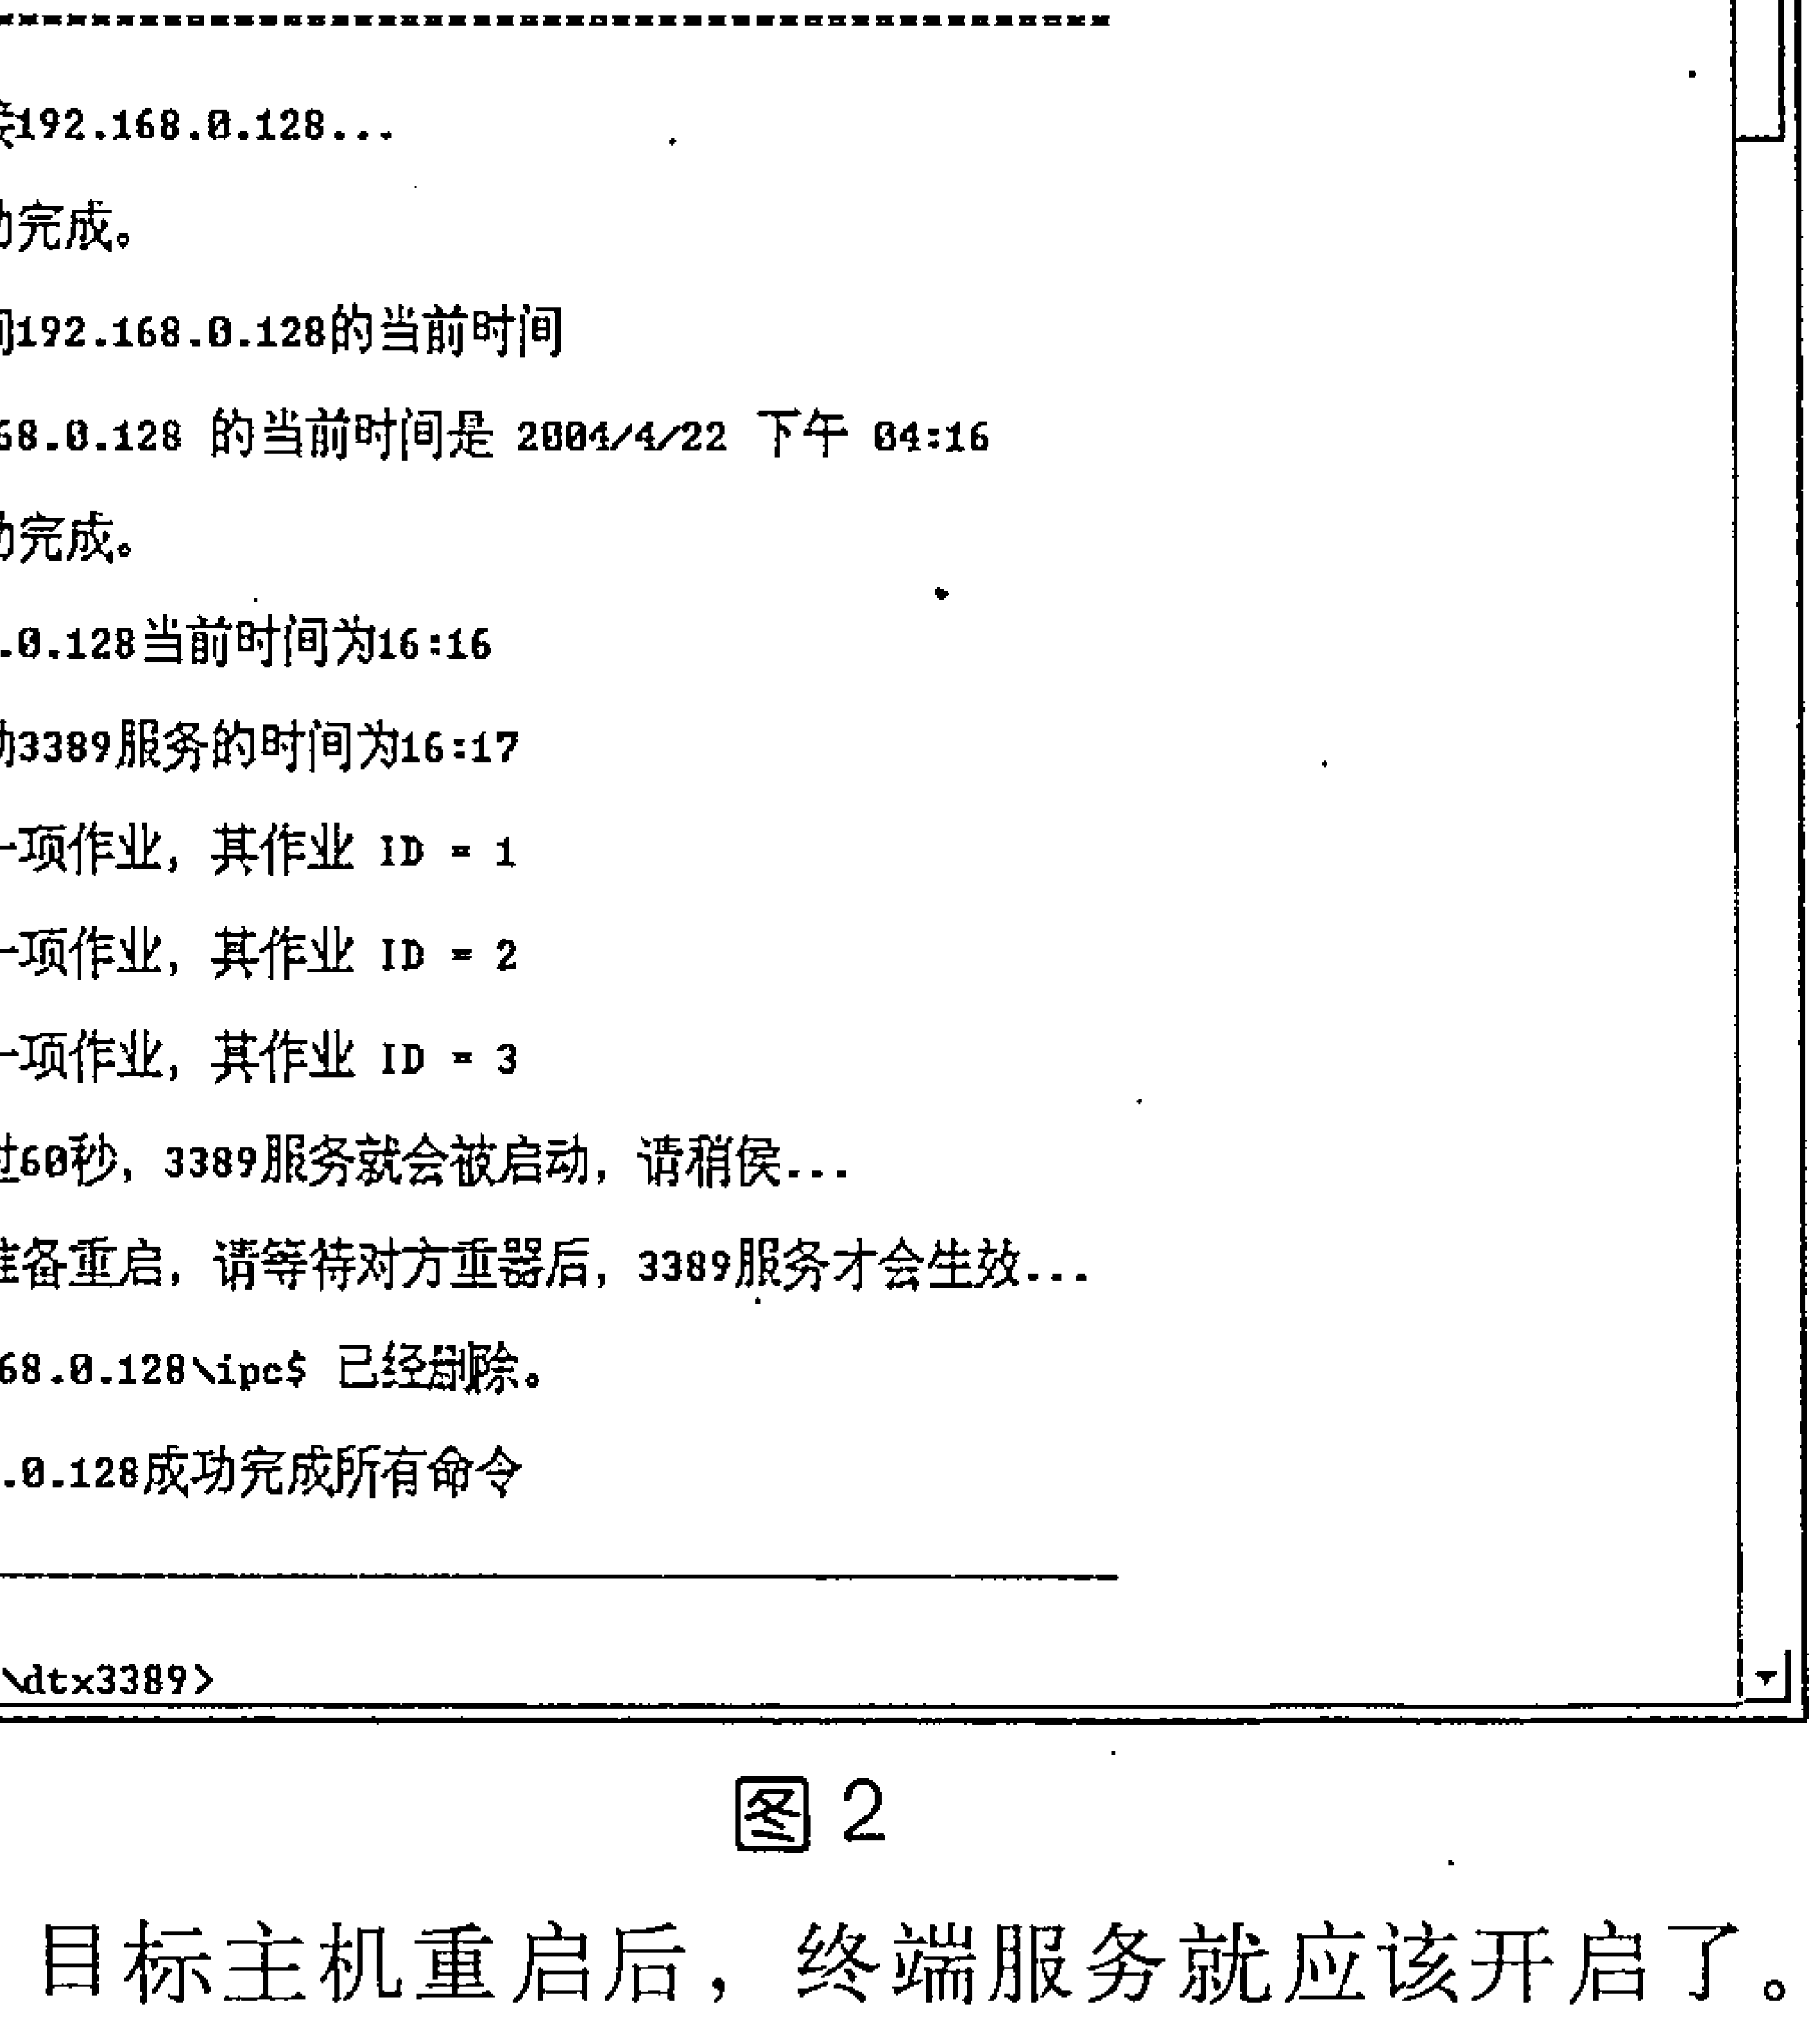 192.168.0.128...
完成。
192.168.0.128的当前时间
68.0.128 的当前时间是 2004/4/22 下午 04:16
完成。
.0.128当前时间为16:16
3389服务的时间为16:17
一项作业, 其作业 ID = 1
一项作业, 其作业 ID = 2
一项作业, 其作业 ID = 3
过60秒, 3389服务就会被启动, 请稍侯...
准备重启, 请等待对方重器后, 3389服务才会生效...
68.0.128\ipc$ 已经删除。
.0.128成功完成所有命令
\dtx3389>
图 2
目标主机重启后，终端服务就应该开启了。